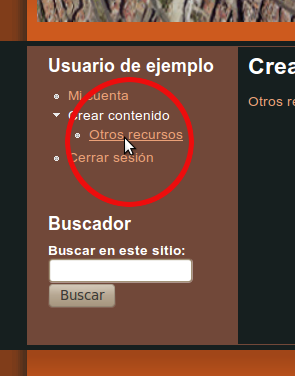 Usuario de ejemplo
Mi cuenta
Crear contenido
Otros recursos
Cerrar sesión
Buscador
Buscar en este sitio:
Buscar
Crea
Otros re